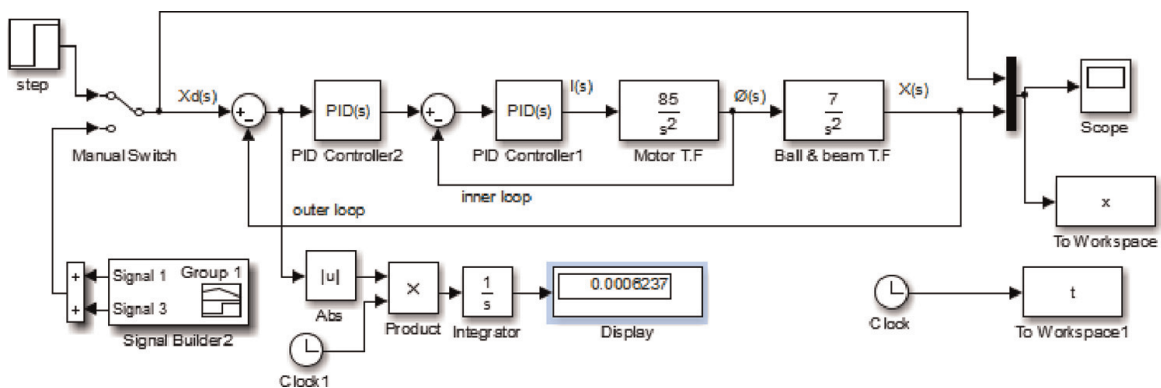 step
Manual Switch
Xd(s)
+
-
PID(s)
PID Controller2
+
-
PID(s)
PID Controller1
I(s)
85
s²
Motor T.F
Ø(s)
7
s²
Ball & beam T.F
X(s)
Scope
x
To Workspace
inner loop
outer loop
+
+
Signal 1
Group 1
Signal 3
Signal Builder2
|u|
Abs
Clock1
×
Product
1
s
Integrator
0.0006237
Display
Clock
t
To Workspace1